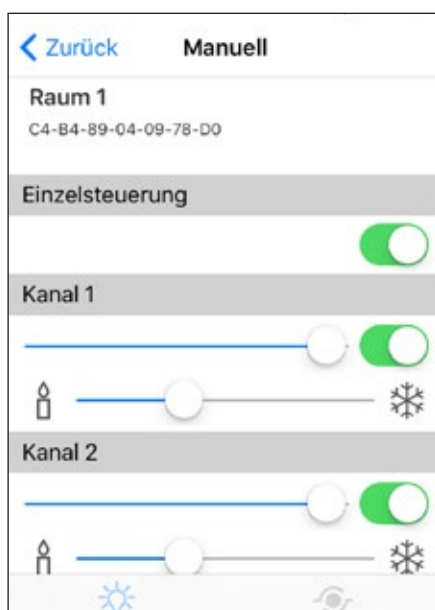 Zurück Manuell
Raum 1
C4-B4-89-04-09-78-D0
Einzelsteuerung
Kanal 1
Kanal 2